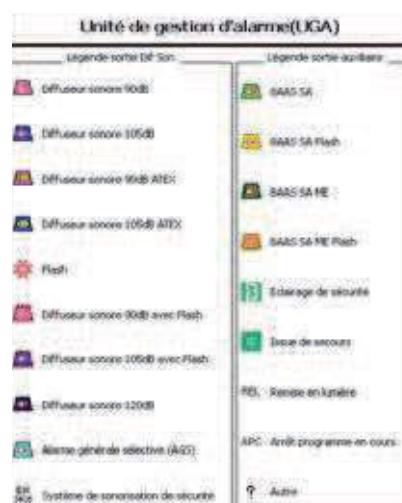 Unité de gestion d'alarme(UGA)
Légende sortie Dif Son
Diffuseur sonore 90dB
Diffuseur sonore 105dB
Diffuseur sonore 90dB ATEX
Diffuseur sonore 105dB ATEX
Flash
Diffuseur sonore 90dB avec Flash
Diffuseur sonore 105dB avec Flash
Diffuseur sonore 120dB
Alarme générale sélective (AGS)
Système de sonorisation de sécurité
Légende sortie auxiliaire
BAAS SA
BAAS SA Flash
BAAS SA ME
BAAS SA ME Flash
Eclairage de sécurité
Issue de secours
REL Remise en lumière
APC Arrêt programme en cours
? Autre